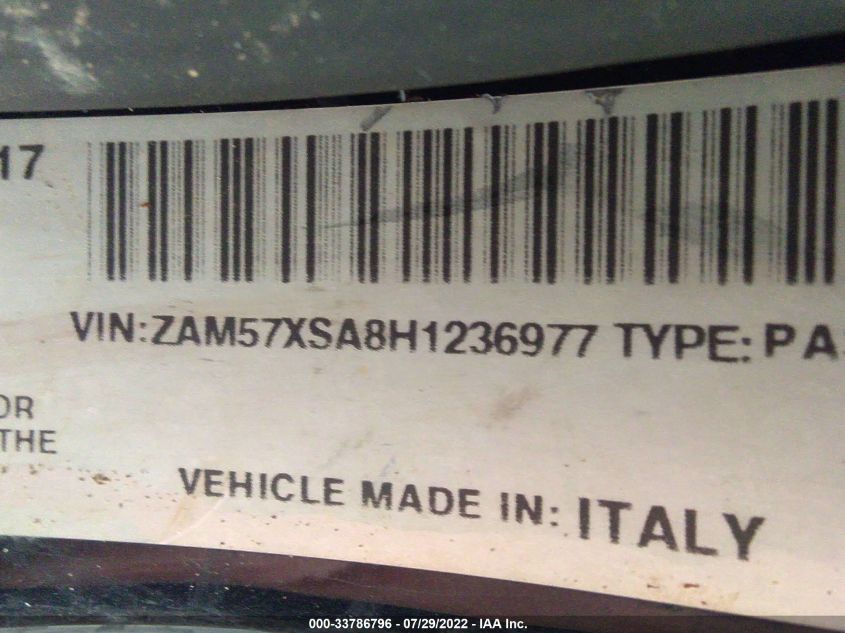 17
VIN:ZAM57XSA8H1236977 TYPE: PA
OR
THE
VEHICLE MADE IN: ITALY
000-33786796 - 07/29/2022 - IAA Inc.